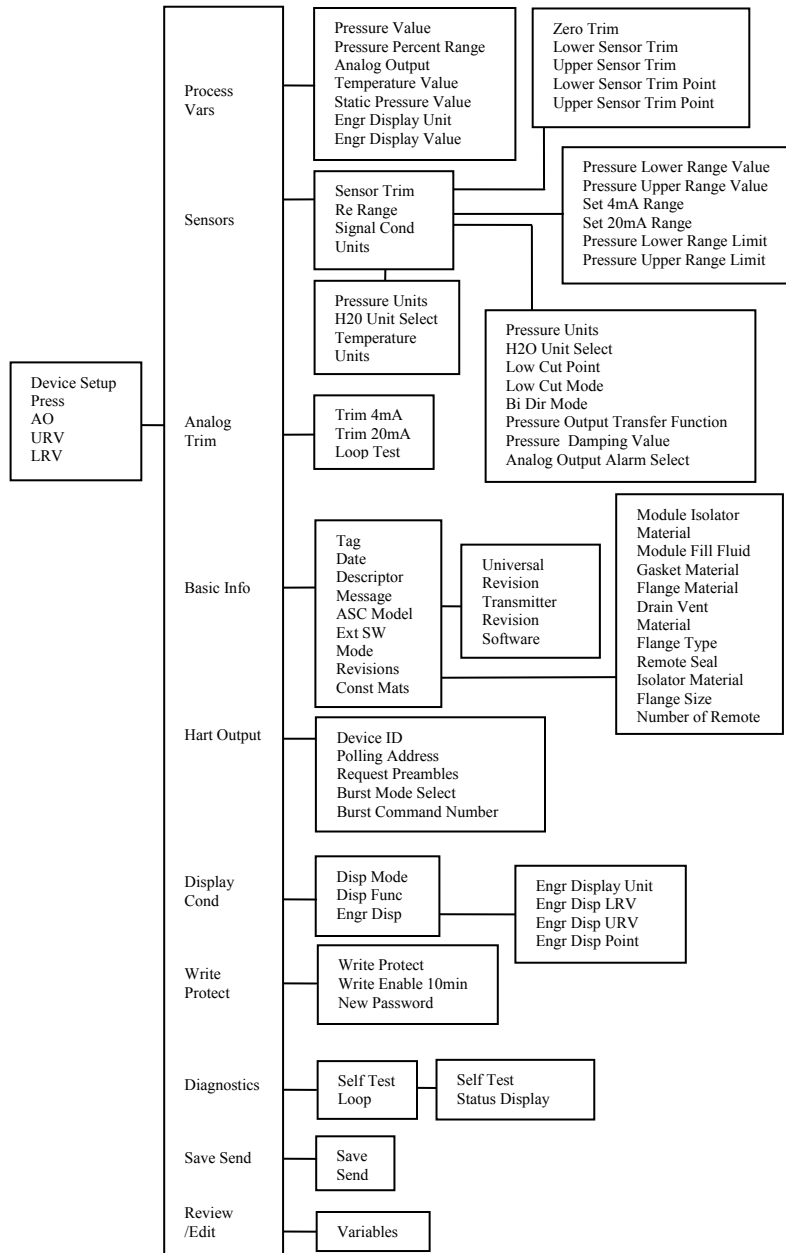 Device Setup
Press
AO
URV
LRV
Process
Vars
Pressure Value
Pressure Percent Range
Analog Output
Temperature Value
Static Pressure Value
Engr Display Unit
Engr Display Value
Sensors
Sensor Trim
Re Range
Signal Cond
Units
Zero Trim
Lower Sensor Trim
Upper Sensor Trim
Lower Sensor Trim Point
Upper Sensor Trim Point
Pressure Lower Range Value
Pressure Upper Range Value
Set 4mA Range
Set 20mA Range
Pressure Lower Range Limit
Pressure Upper Range Limit
Pressure Units
H20 Unit Select
Temperature
Units
Pressure Units
H2O Unit Select
Low Cut Point
Low Cut Mode
Bi Dir Mode
Pressure Output Transfer Function
Pressure Damping Value
Analog Output Alarm Select
Analog
Trim
Trim 4mA
Trim 20mA
Loop Test
Basic Info
Tag
Date
Descriptor
Message
ASC Model
Ext SW
Mode
Revisions
Const Mats
Universal
Revision
Transmitter
Revision
Software
Module Isolator
Material
Module Fill Fluid
Gasket Material
Flange Material
Drain Vent
Material
Flange Type
Remote Seal
Isolator Material
Flange Size
Number of Remote
Hart Output
Device ID
Polling Address
Request Preambles
Burst Mode Select
Burst Command Number
Display
Cond
Disp Mode
Disp Func
Engr Disp
Engr Display Unit
Engr Disp LRV
Engr Disp URV
Engr Disp Point
Write
Protect
Write Protect
Write Enable 10min
New Password
Diagnostics
Self Test
Loop
Self Test
Status Display
Save Send
Save
Send
Review
/Edit
Variables